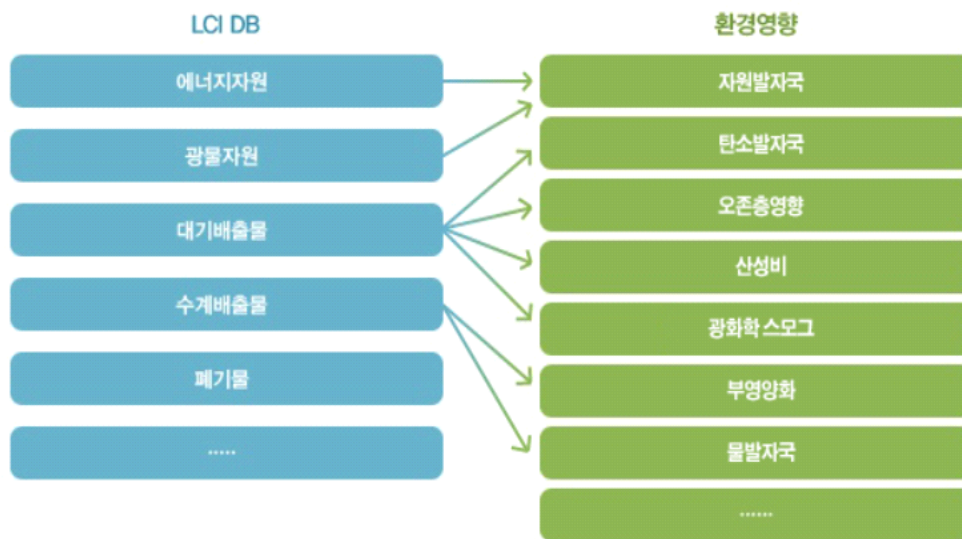 LCI DB
에너지자원
광물자원
대기배출물
수계배출물
폐기물
·····
환경영향
자원발자국
탄소발자국
오존층영향
산성비
광화학 스모그
부영양화
물발자국
······